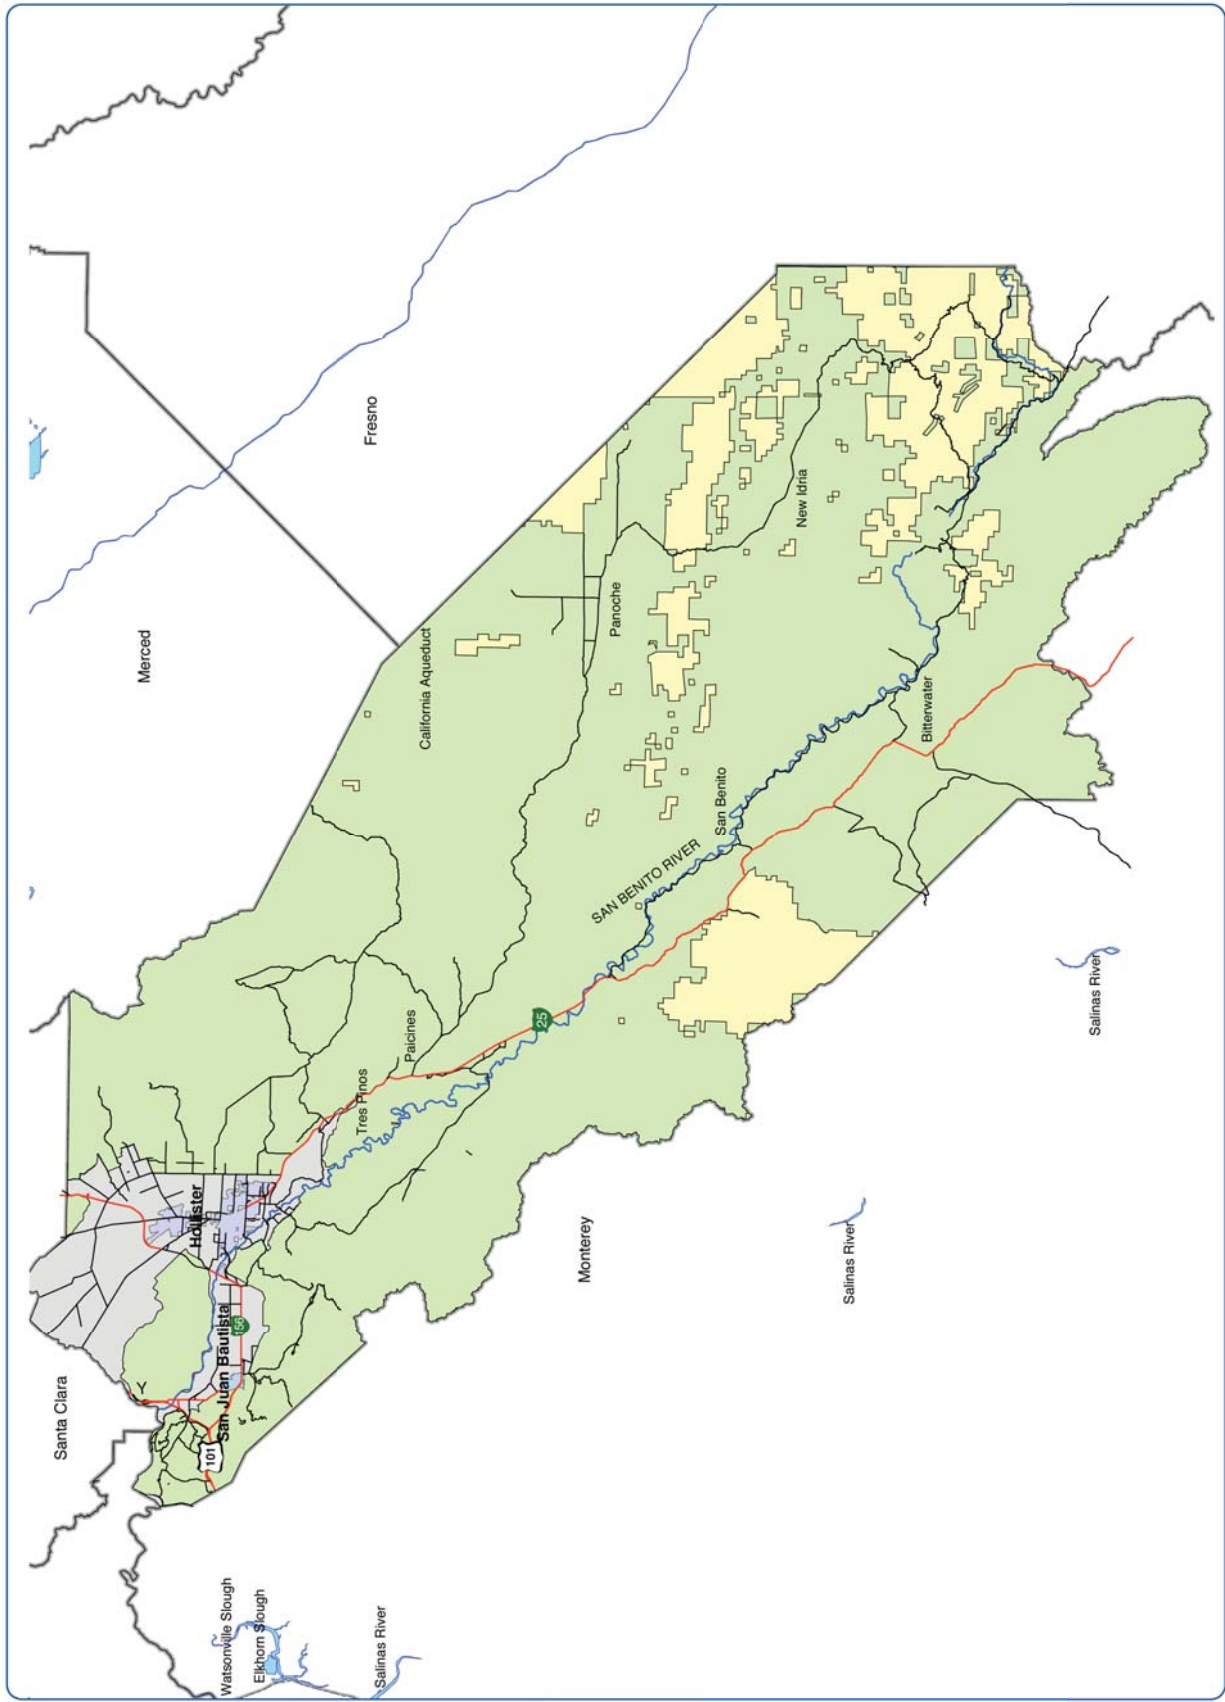 Watsonville Slough
Elkhorn Slough
Salinas River
Santa Clara
Y
101
San Juan Bautista
156
Hollister
Monterey
Salinas River
Tres Pinos
Paicines
25
Salinas River
SAN BENITO RIVER
San Benito
Bitterwater
California Aqueduct
Merced
Panoche
New Idria
Fresno